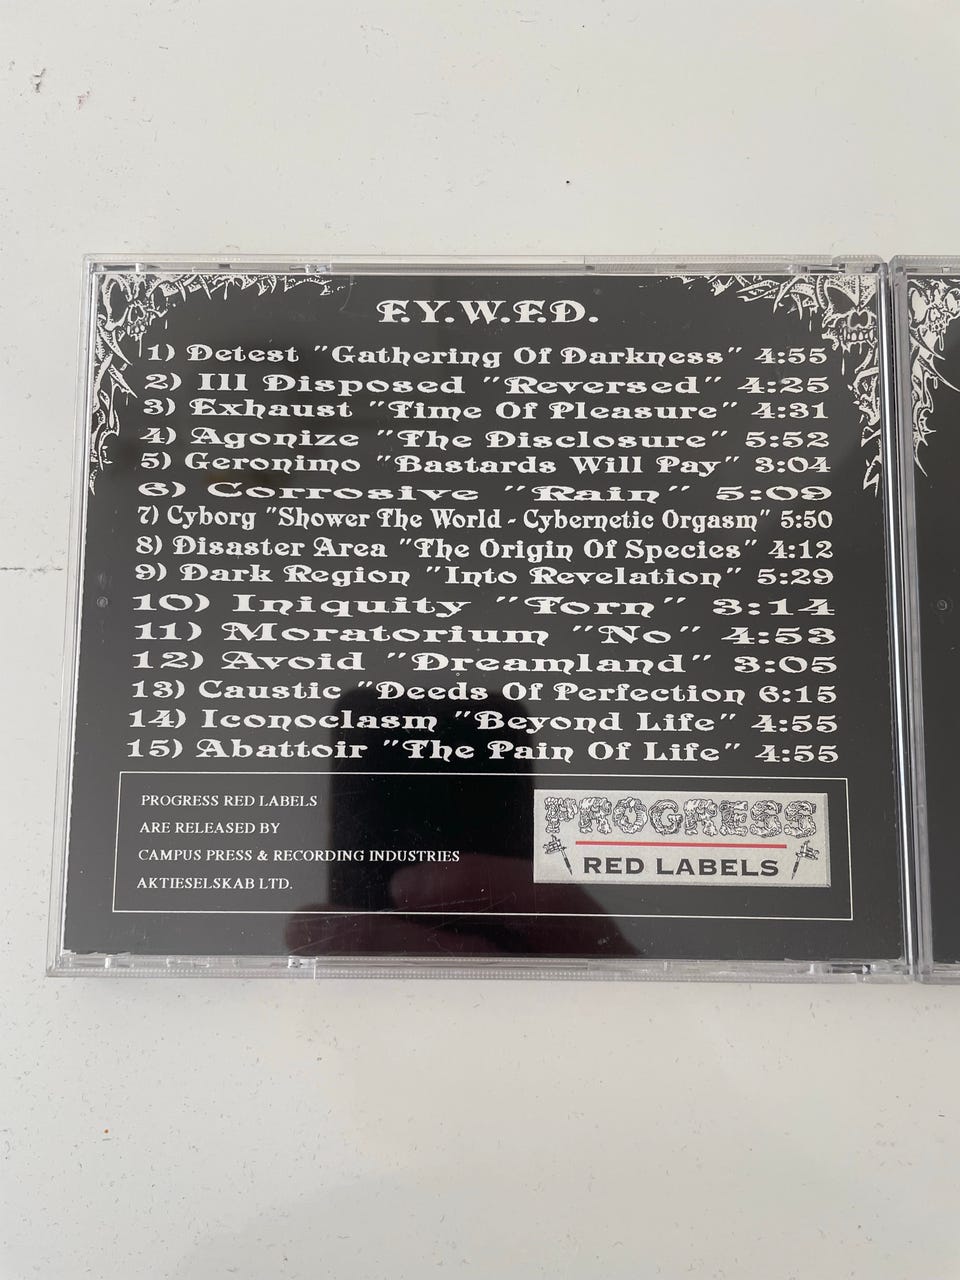 F.Y.W.F.D.
1) Detest "Gathering Of Darkness" 4:55
2) Ill Disposed "Reversed" 4:25
3) Exhaust "Time Of Pleasure" 4:31
4) Agonize "The Disclosure" 5:52
5) Geronimo "Bastards Will Pay" 3:04
6) Corrosive "Rain" 5:09
7) Cyborg "Shower The World - Cybernetic Orgasm" 5:50
8) Disaster Area "The Origin Of Species" 4:12
9) Dark Region "Into Revelation" 5:29
10) Iniquity "Torn" 3:14
11) Moratorium "No" 4:53
12) Avoid "Dreamland" 3:05
13) Caustic "Deeds Of Perfection 6:15
14) Iconoclasm "Beyond Life" 4:55
15) Abattoir "The Pain Of Life" 4:55
PROGRESS RED LABELS
ARE RELEASED BY
CAMPUS PRESS & RECORDING INDUSTRIES
AKTIESELSKAB LTD.
PROGRESS
RED LABELS